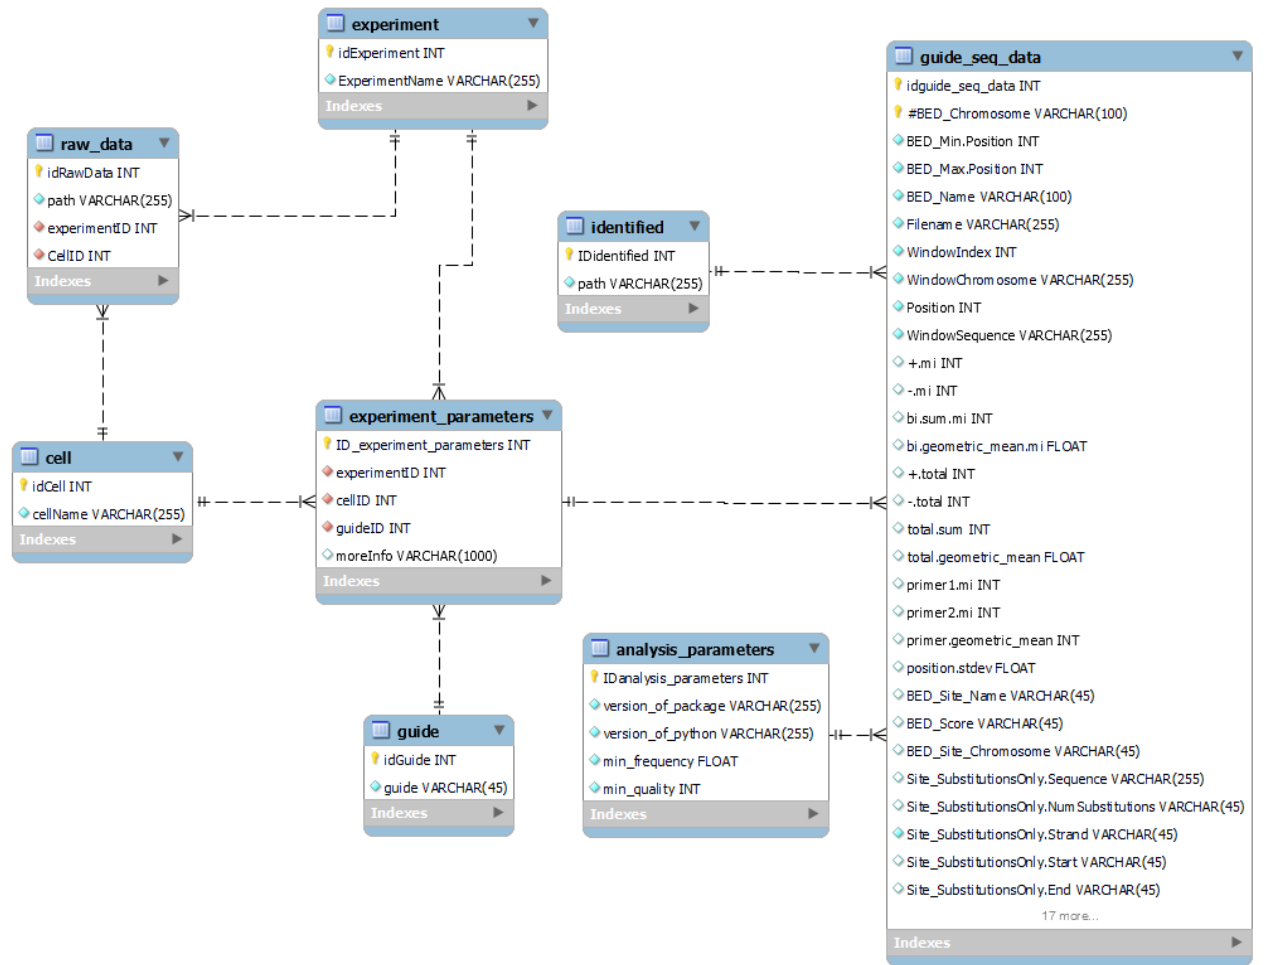 experiment
idExperiment INT
ExperimentName VARCHAR(255)
Indexes
raw_data
idRawData INT
path VARCHAR(255)
experimentID INT
CellID INT
Indexes
identified
IDidentified INT
path VARCHAR(255)
Indexes
cell
idCell INT
cellName VARCHAR(255)
Indexes
experiment_parameters
ID_experiment_parameters INT
experimentID INT
cellID INT
guideID INT
moreInfo VARCHAR(1000)
Indexes
guide
idGuide INT
guide VARCHAR(45)
Indexes
analysis_parameters
IDanalysis_parameters INT
version_of_package VARCHAR(255)
version_of_python VARCHAR(255)
min_frequency FLOAT
min_quality INT
Indexes
guide_seq_data
idguide_seq_data INT
#BED_Chromosome VARCHAR(100)
BED_Min.Position INT
BED_Max.Position INT
BED_Name VARCHAR(100)
Filename VARCHAR(255)
WindowIndex INT
WindowChromosome VARCHAR(255)
Position INT
WindowSequence VARCHAR(255)
+.mi INT
-.mi INT
bi.sum.mi INT
bi.geometric_mean.mi FLOAT
+.total INT
-.total INT
total.sum INT
total.geometric_mean FLOAT
primer1.mi INT
primer2.mi INT
primer.geometric_mean INT
position.stdev FLOAT
BED_Site_Name VARCHAR(45)
BED_Score VARCHAR(45)
BED_Site_Chromosome VARCHAR(45)
Site_SubstitutionsOnly.Sequence VARCHAR(255)
Site_SubstitutionsOnly.NumSubstitutions VARCHAR(45)
Site_SubstitutionsOnly.Strand VARCHAR(45)
Site_SubstitutionsOnly.Start VARCHAR(45)
Site_SubstitutionsOnly.End VARCHAR(45)
17 more...
Indexes